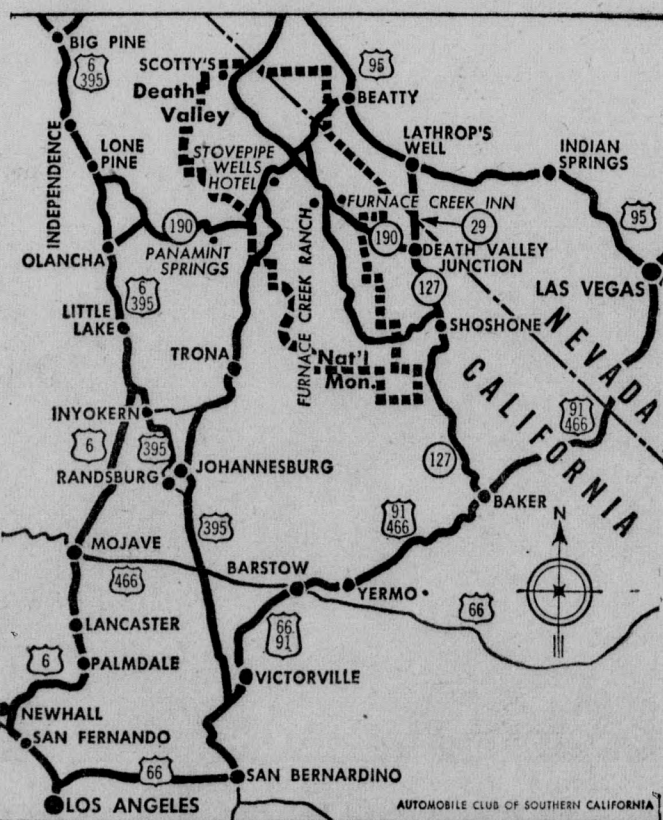 BIG PINE
6
395
SCOTTY'S
Death
Valley
95
BEATTY
INDEPENDENCE
LONE
PINE
STOVEPIPE
WELLS
HOTEL
LATHROP'S
WELL
INDIAN
SPRINGS
FURNACE CREEK INN
FURNACE CREEK RANCH
190
PANAMINT
SPRINGS
190
29
95
OLANCHA
DEATH VALLEY
JUNCTION
6
395
127
LAS VEGAS
LITTLE
LAKE
SHOSHONE
NEVADA
TRONA
Nat'l
Mon.
CALIFORNIA
INYOKERN
6
395
91
466
RANDSBURG
JOHANNESBURG
127
BAKER
395
91
466
N
MOJAVE
466
BARSTOW
YERMO
66
LANCASTER
66
91
6
PALMDALE
VICTORVILLE
NEWHALL
SAN FERNANDO
66
SAN BERNARDINO
LOS ANGELES
AUTOMOBILE CLUB OF SOUTHERN CALIFORNIA